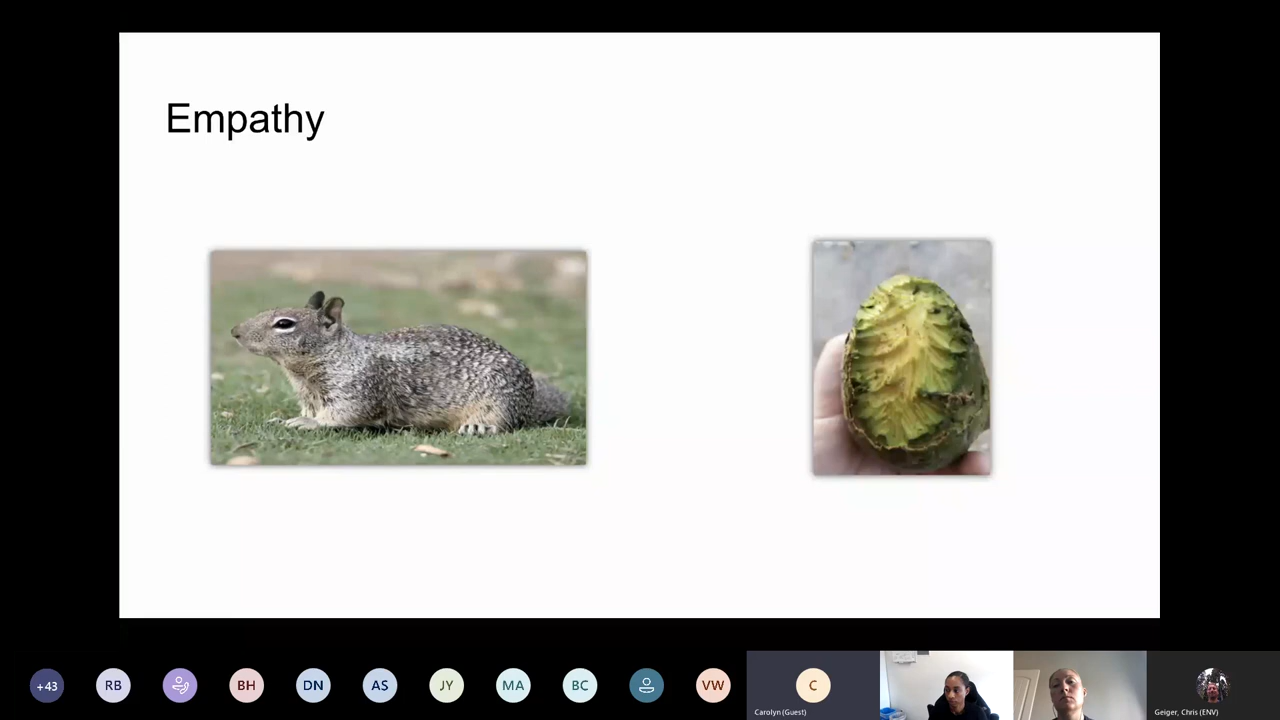 Empathy
+43
RB
BH
DN
AS
JY
MA
BC
VW
C
Carolyn (Guest)
Geiger, Chris (ENV)